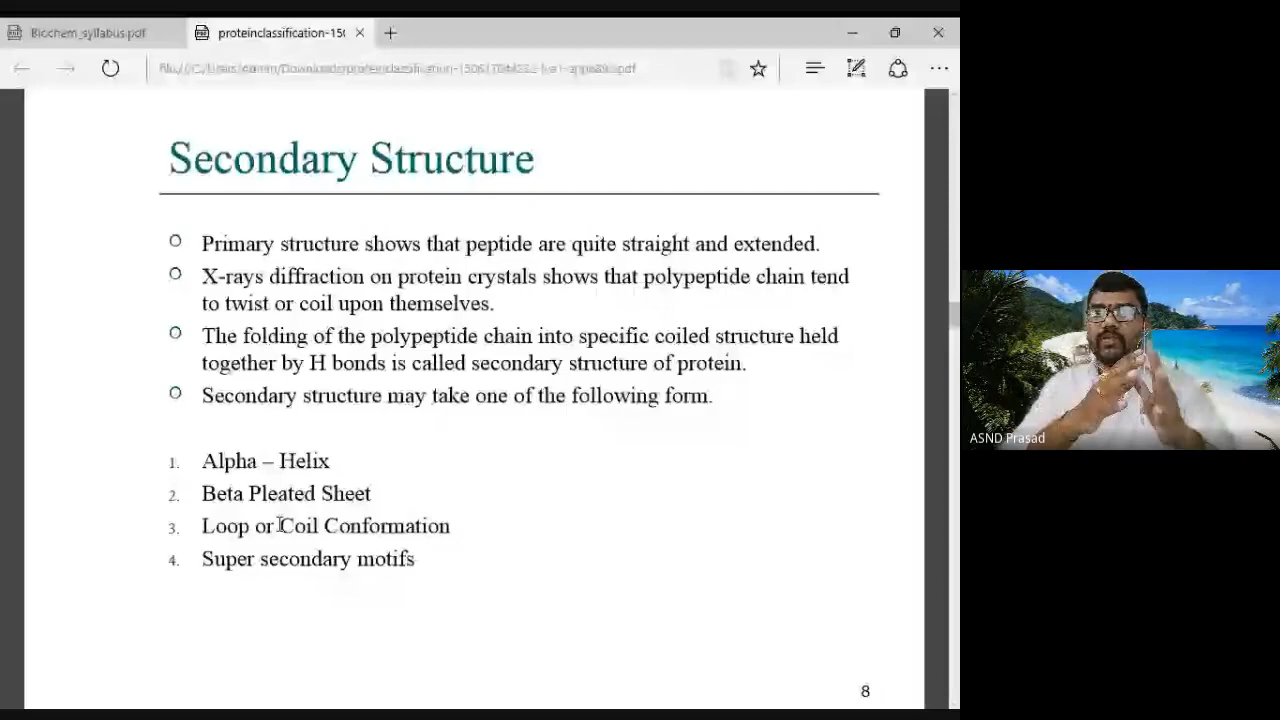 Biochem_syllabus.pdf
proteinclassification-150
Secondary Structure
Primary structure shows that peptide are quite straight and extended.
X-rays diffraction on protein crystals shows that polypeptide chain tend
to twist or coil upon themselves.
The folding of the polypeptide chain into specific coiled structure held
together by H bonds is called secondary structure of protein.
Secondary structure may take one of the following form.
1. Alpha – Helix
2. Beta Pleated Sheet
3. Loop or Coil Conformation
4. Super secondary motifs
8
ASND Prasad